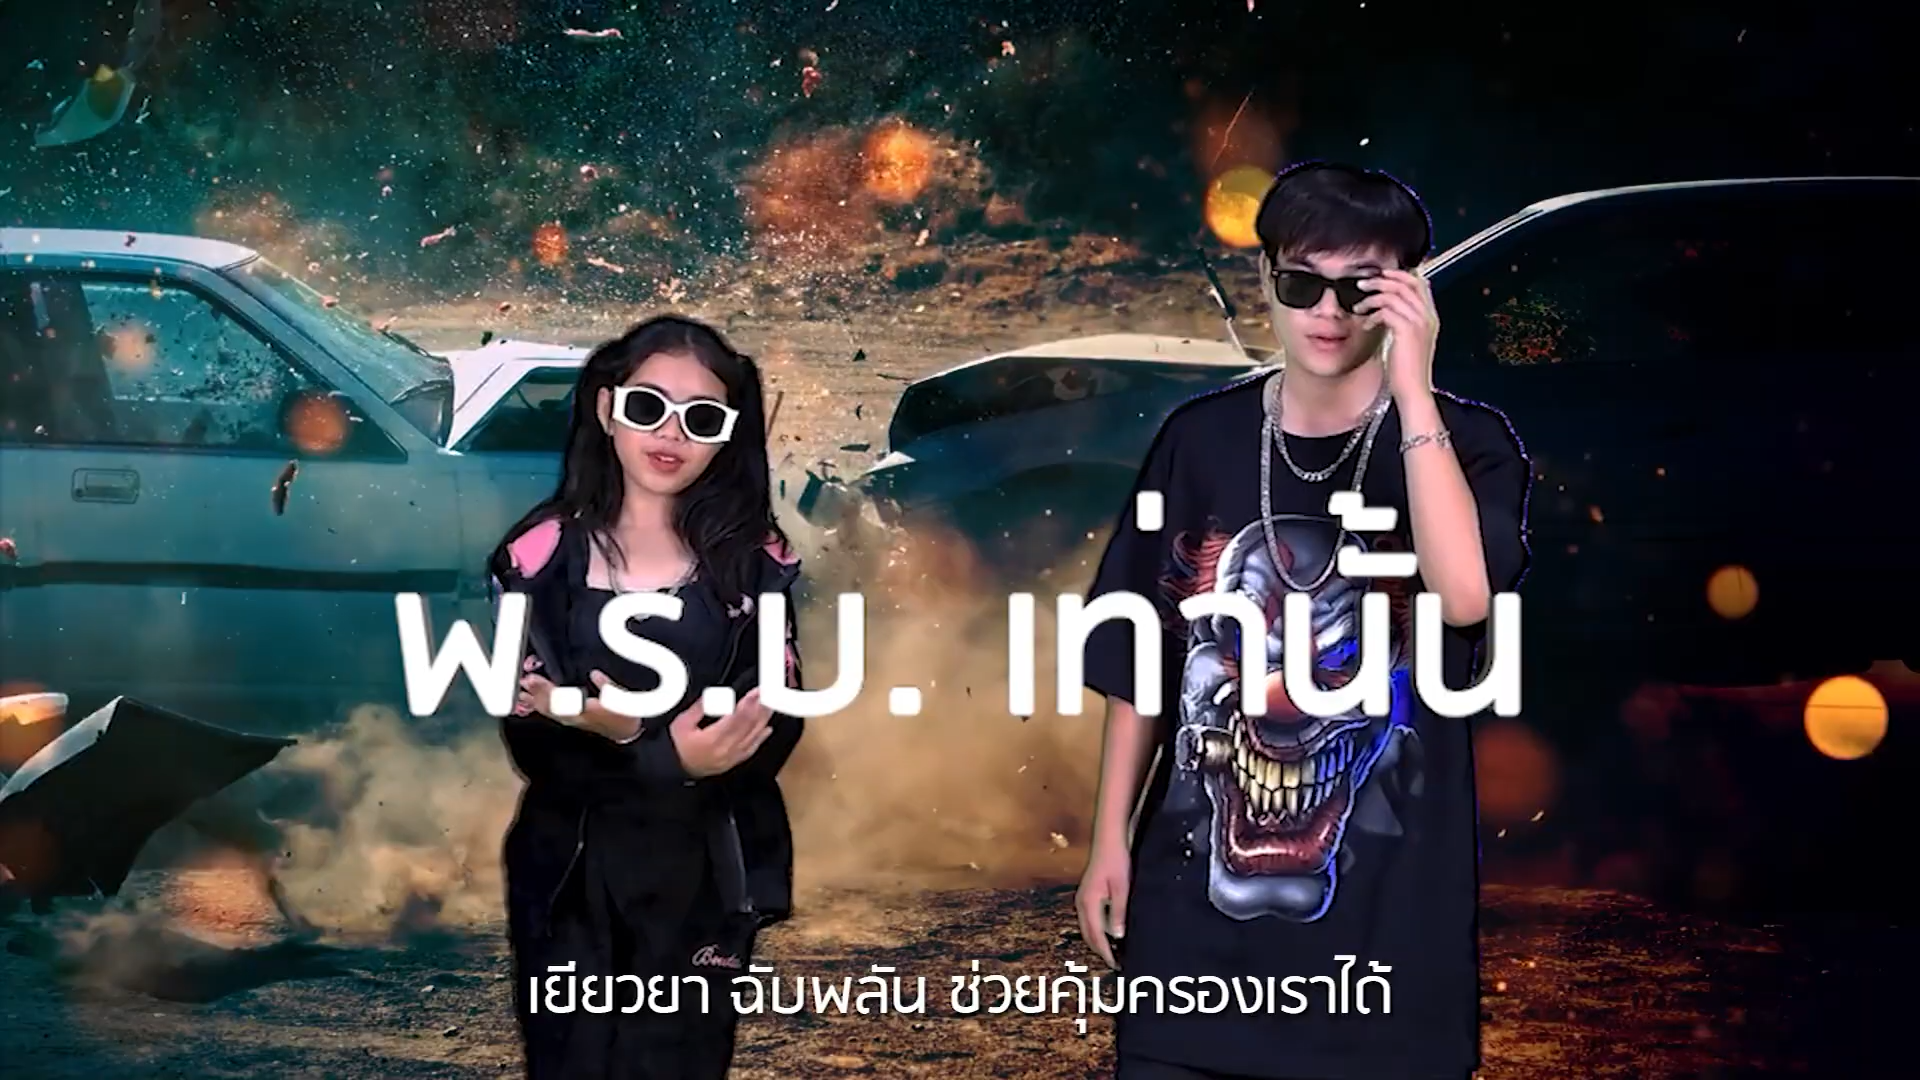 พ.ร.บ. เท่านั้น
เยียวยา ฉับพลัน ช่วยคุ้มครองเราได้